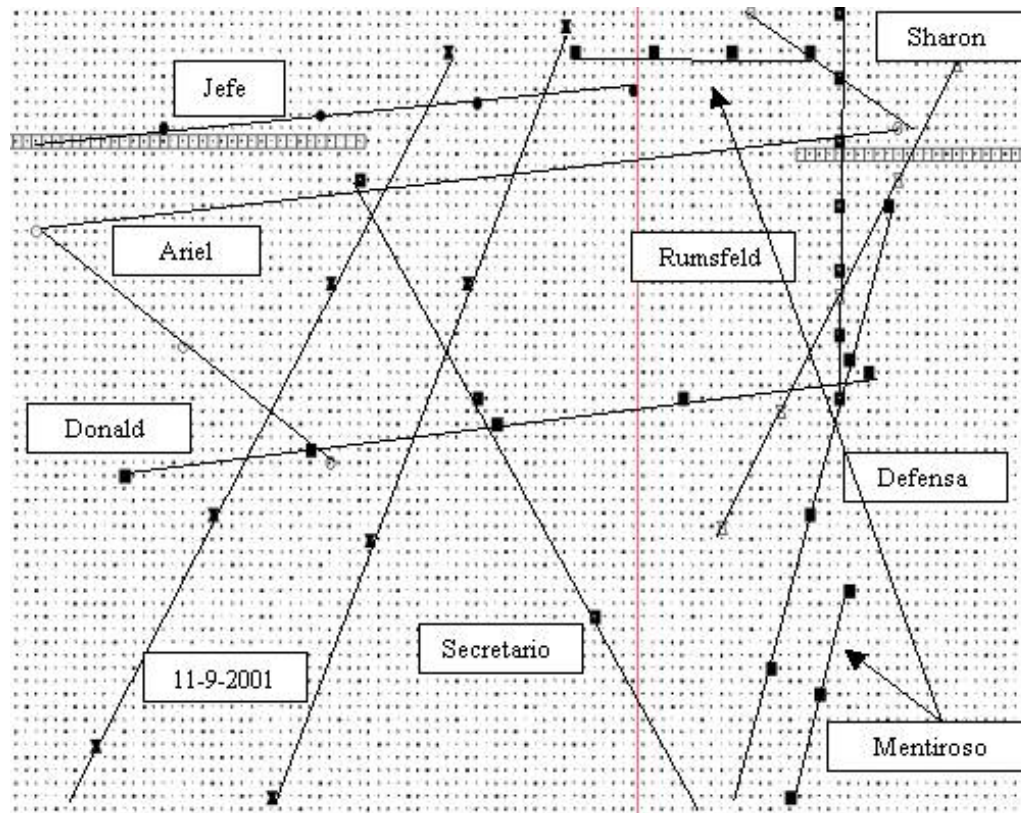 Sharon
Jefe
Ariel
Rumsfeld
Donald
Defensa
Secretario
11-9-2001
Mentiroso